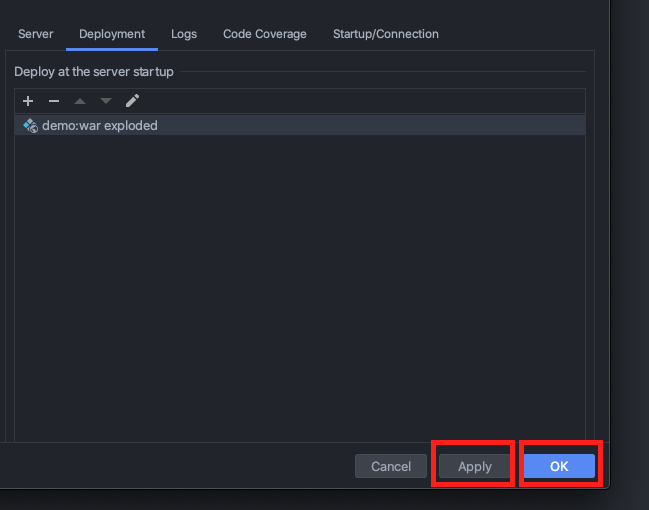 Server Deployment Logs Code Coverage Startup/Connection
Deploy at the server startup
demo:war exploded
Cancel Apply OK